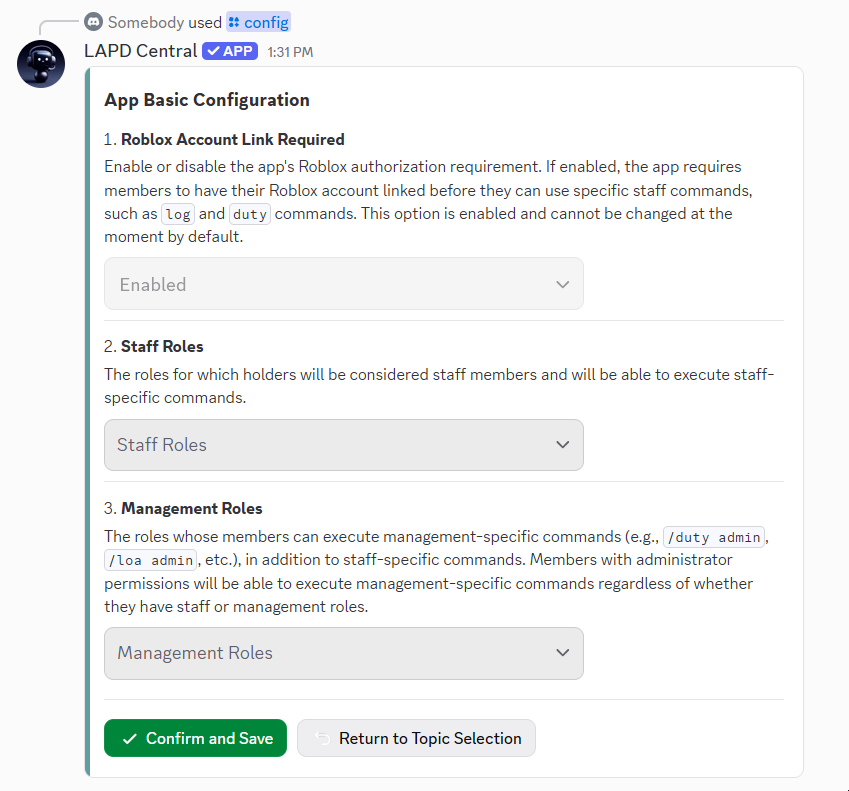 Somebody used config
LAPD Central APP 1:31 PM
App Basic Configuration
1. Roblox Account Link Required
Enable or disable the app's Roblox authorization requirement. If enabled, the app requires
members to have their Roblox account linked before they can use specific staff commands,
such as log and duty commands. This option is enabled and cannot be changed at the
moment by default.
Enabled
2. Staff Roles
The roles for which holders will be considered staff members and will be able to execute staff-
specific commands.
Staff Roles
3. Management Roles
The roles whose members can execute management-specific commands (e.g., /duty admin,
/loa admin, etc.), in addition to staff-specific commands. Members with administrator
permissions will be able to execute management-specific commands regardless of whether
they have staff or management roles.
Management Roles
Confirm and Save
Return to Topic Selection